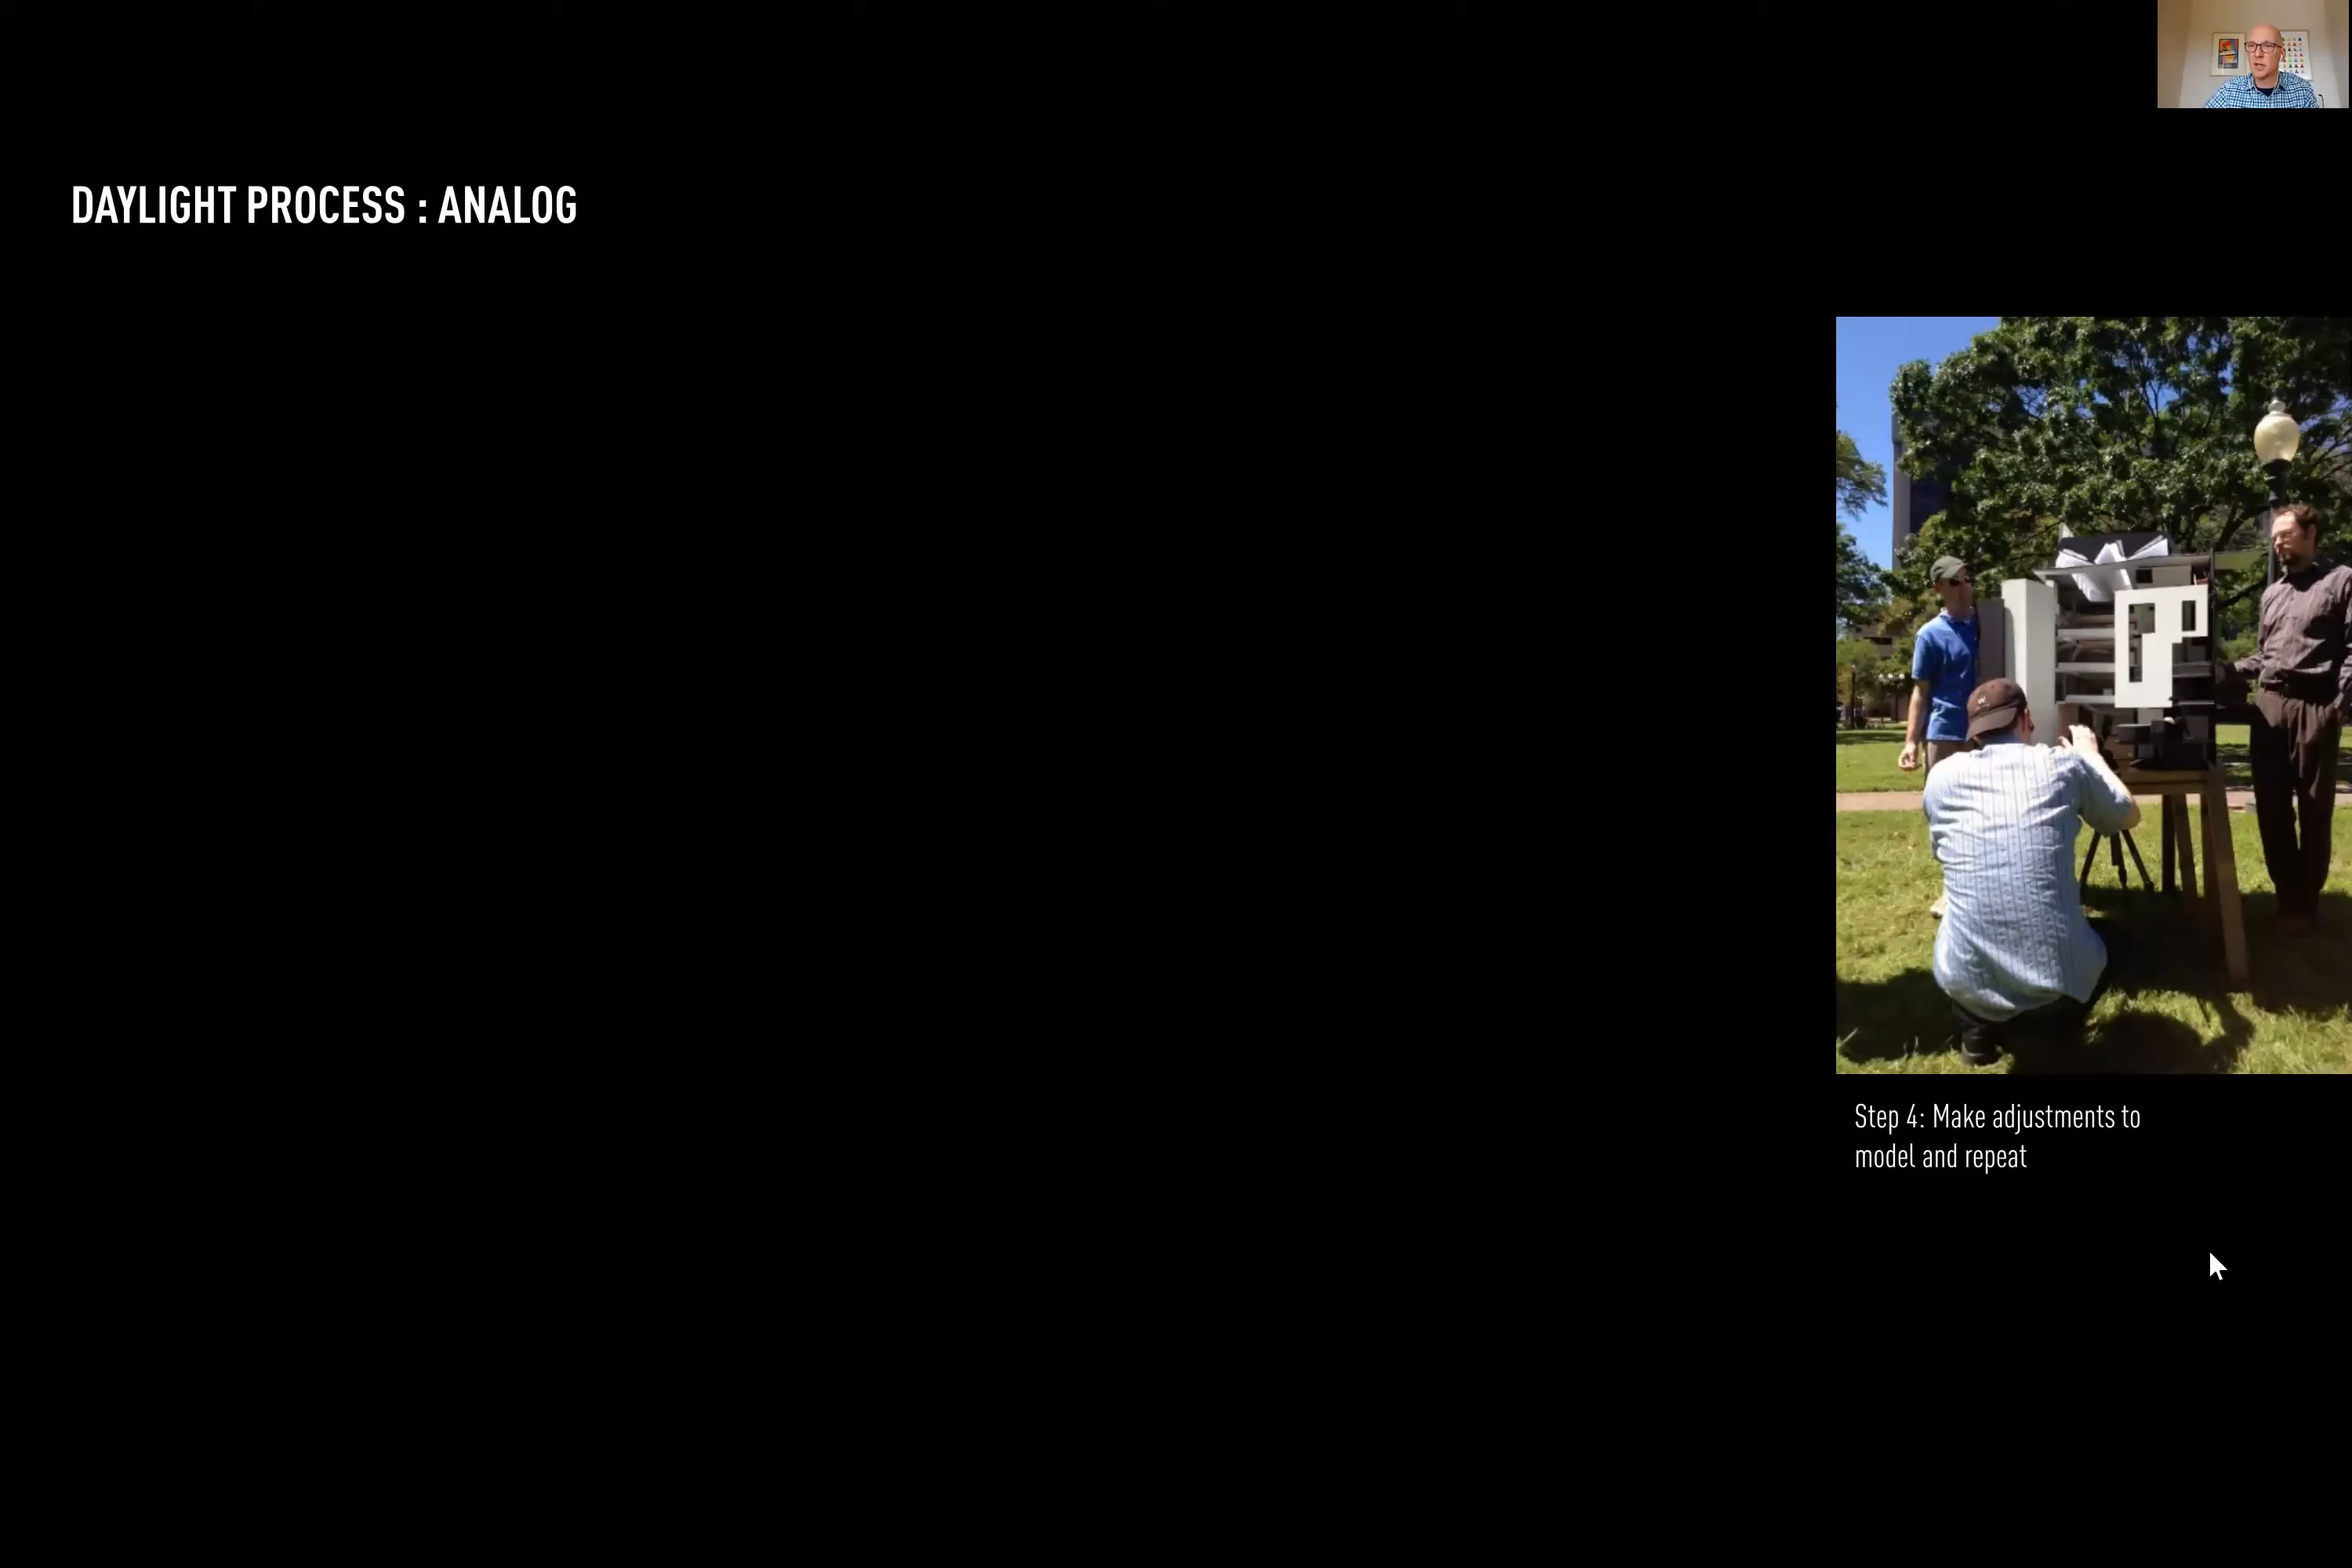 DAYLIGHT PROCESS : ANALOG
Step 4: Make adjustments to
model and repeat